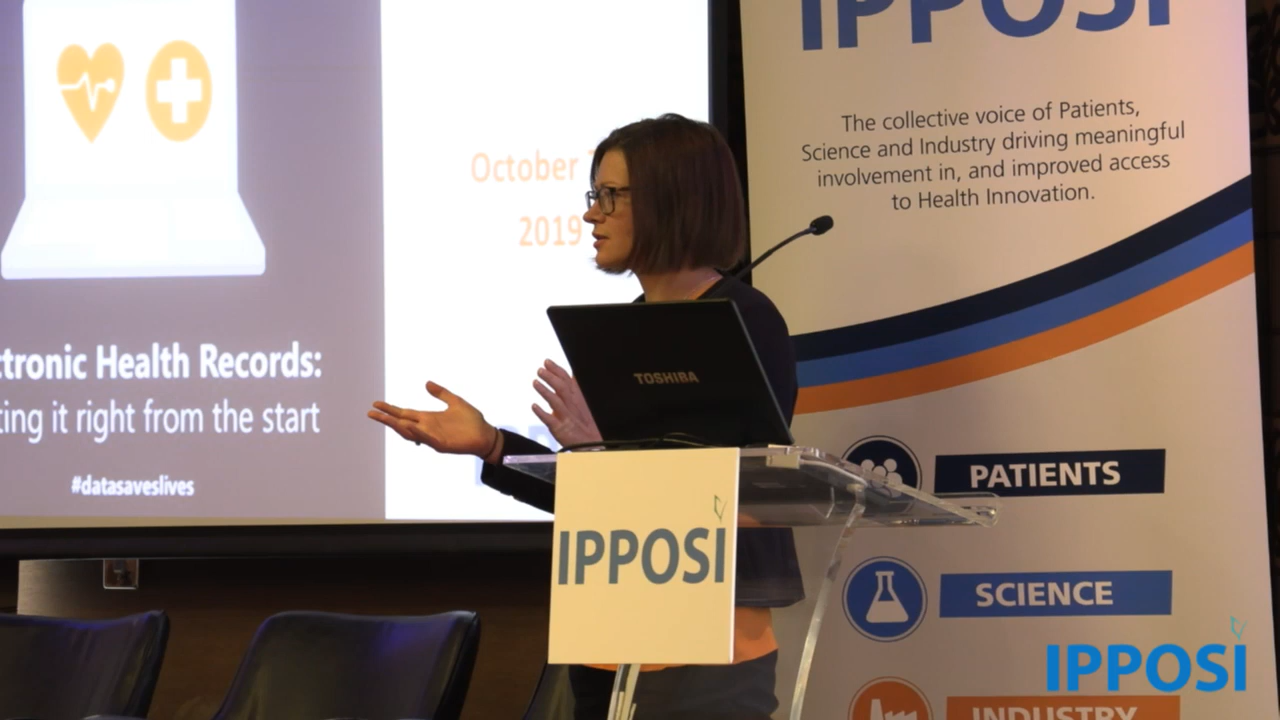 October
2019
ctronic Health Records:
ting it right from the start
#datasaveslives
TOSHIBA
IPPOSI
IPPOSI
The collective voice of Patients,
Science and Industry driving meaningful
involvement in, and improved access
to Health Innovation.
PATIENTS
SCIENCE
INDUSTRY
IPPOSI